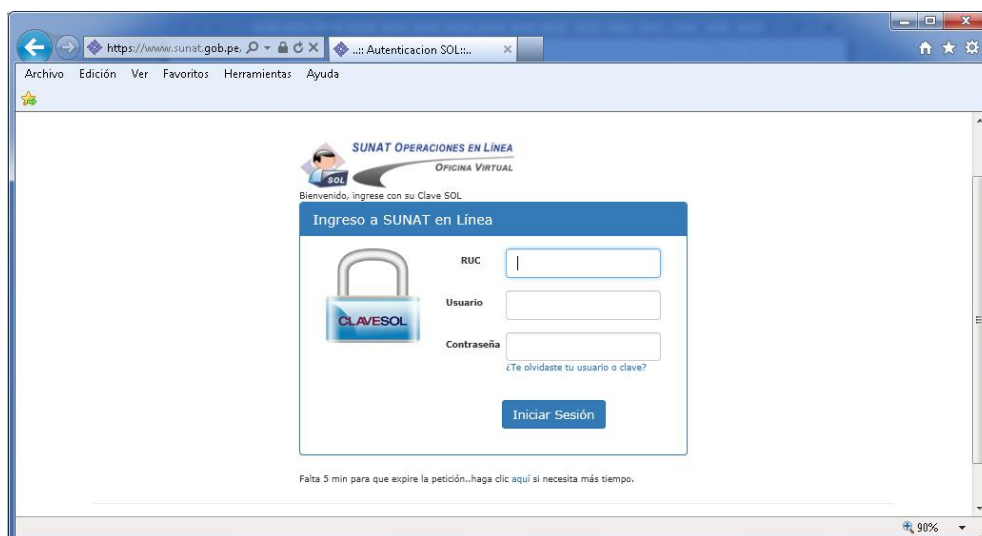 https://www.sunat.gob.pe,
..:: Autenticacion SOL::..
Archivo Edición Ver Favoritos Herramientas Ayuda
SUNAT OPERACIONES EN LÍNEA
OFICINA VIRTUAL
SOL
Bienvenido, ingrese con su Clave SOL
Ingreso a SUNAT en Línea
RUC
Usuario
CLAVESOL
Contraseña
¿Te olvidaste tu usuario o clave?
Iniciar Sesión
Falta 5 min para que expire la petición..haga clic aquí si necesita más tiempo.
90%